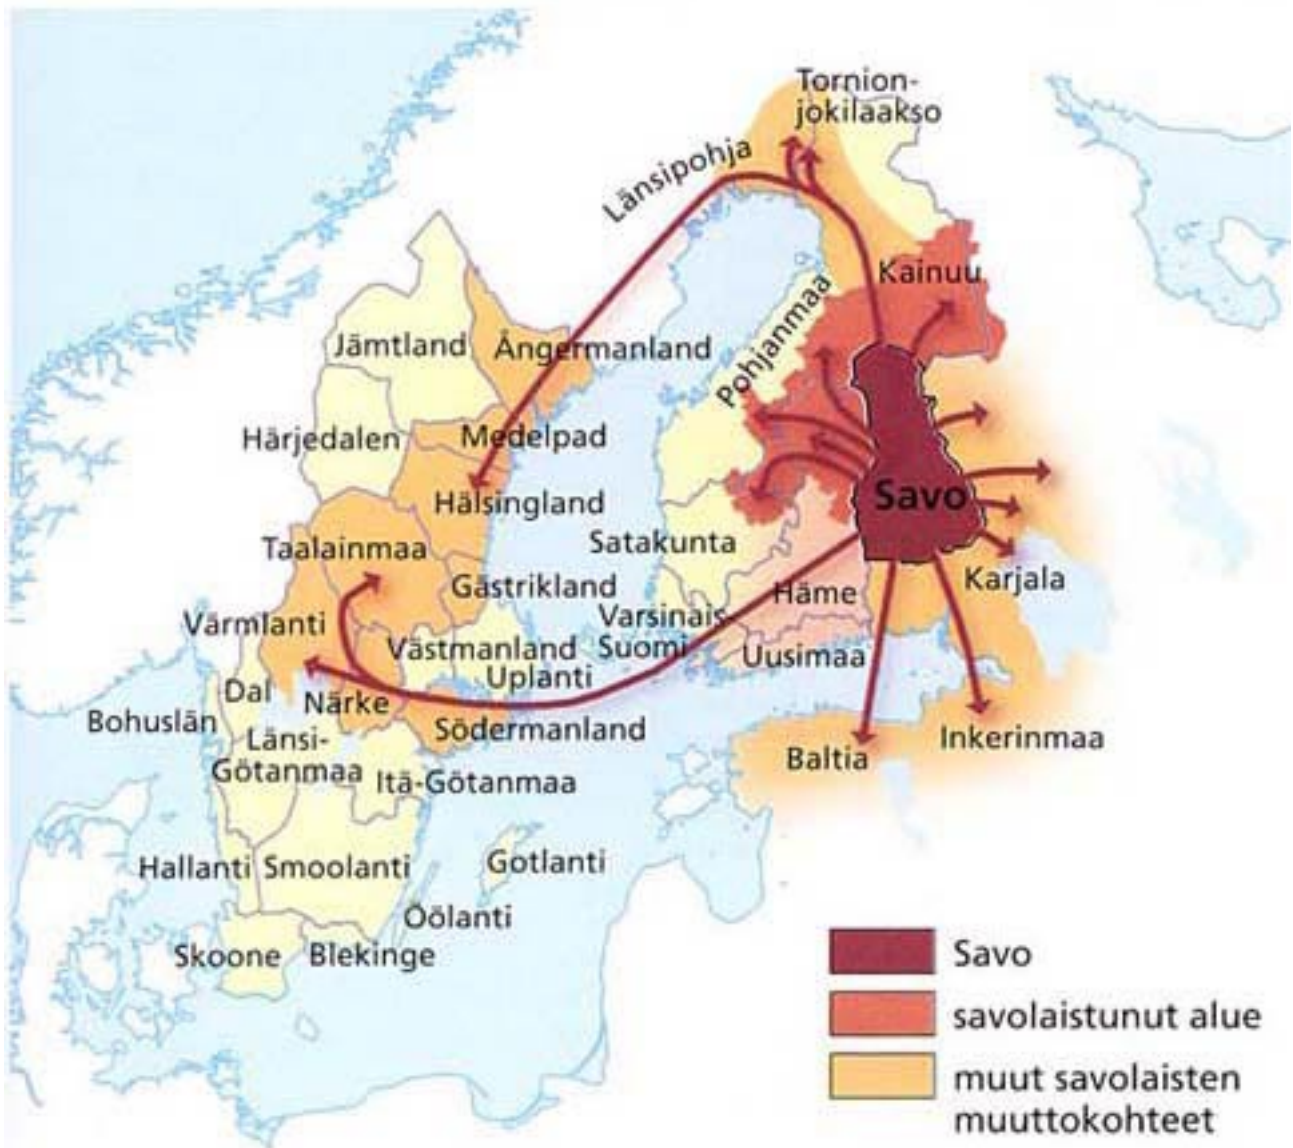 Tornion-
jokilaakso
Länsipohja
Kainuu
Pohjanmaa
Jämtland
Ångermanland
Härjedalen
Medelpad
Savo
Hälsingland
Satakunta
Taalainmaa
Gästrikland
Häme
Karjala
Värmlanti
Västmanland
Varsinais-
Suomi
Uusimaa
Uplanti
Dal
Närke
Bohuslän
Södermanland
Länsi-
Götanmaa
Itä-Götanmaa
Baltia
Inkerinmaa
Hallanti
Smoolanti
Gotlanti
Öölanti
Skoone
Blekinge
Savo
savolaistunut alue
muut savolaisten
muuttokohteet